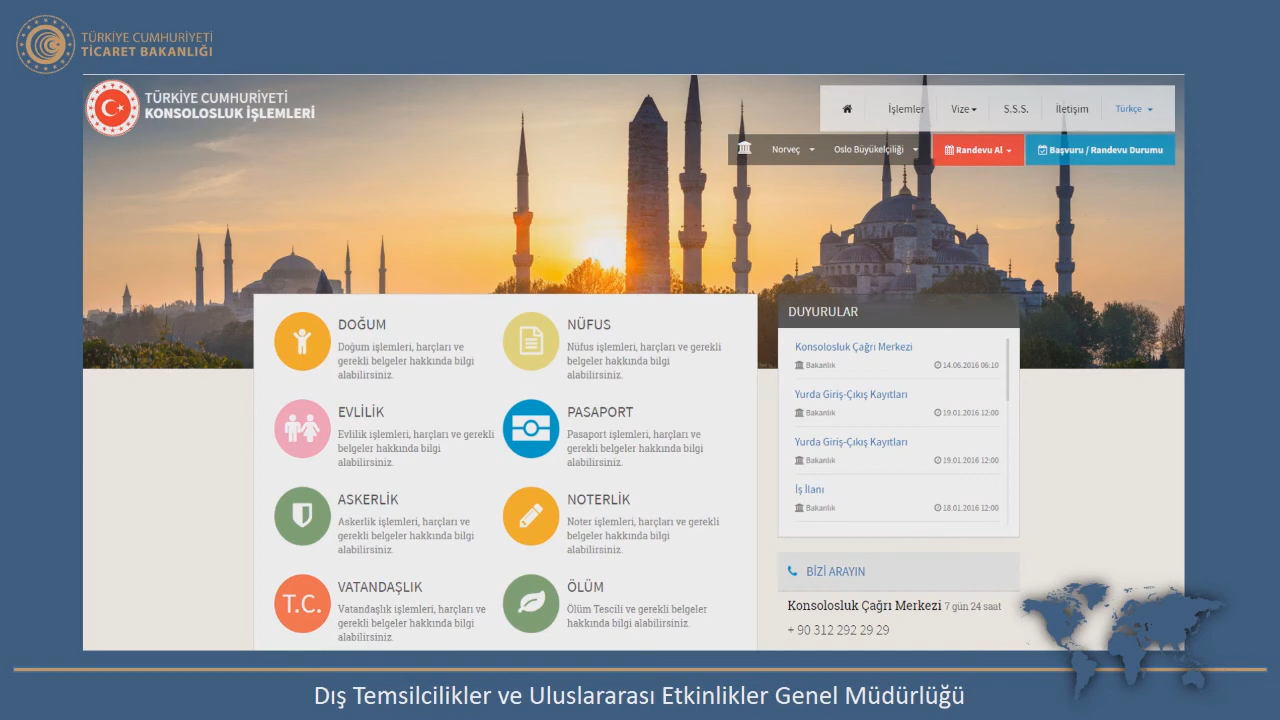 TÜRKİYE CUMHURİYETİ
TİCARET BAKANLIĞI
TÜRKİYE CUMHURİYETİ
KONSOLOSLUK İŞLEMLERİ
İşlemler Vize S.S.S. İletişim Türkçe
Norveç Oslo Büyükelçiliği Randevu Al Başvuru / Randevu Durumu
DOĞUM
Doğum işlemleri, harçları ve
gerekli belgeler hakkında bilgi
alabilirsiniz.
NÜFUS
Nüfus işlemleri, harçları ve gerekli
belgeler hakkında bilgi
alabilirsiniz.
EVLİLİK
Evlilik işlemleri, harçları ve gerekli
belgeler hakkında bilgi
alabilirsiniz.
PASAPORT
Pasaport işlemleri, harçları ve
gerekli belgeler hakkında bilgi
alabilirsiniz.
ASKERLİK
Askerlik işlemleri, harçları ve
gerekli belgeler hakkında bilgi
alabilirsiniz.
NOTERLİK
Noter işlemleri, harçları ve gerekli
belgeler hakkında bilgi
alabilirsiniz.
T.C.
VATANDAŞLIK
Vatandaşlık işlemleri, harçları ve
gerekli belgeler hakkında bilgi
alabilirsiniz.
ÖLÜM
Ölüm Tescili ve gerekli belgeler
hakkında bilgi alabilirsiniz.
DUYURULAR
Konsolosluk Çağrı Merkezi
Bakanlık 14.06.2016 06:10
Yurda Giriş-Çıkış Kayıtları
Bakanlık 19.01.2016 12:00
Yurda Giriş-Çıkış Kayıtları
Bakanlık 19.01.2016 12:00
İş İlanı
Bakanlık 18.01.2016 12:00
BİZİ ARAYIN
Konsolosluk Çağrı Merkezi 7 gün 24 saat
+ 90 312 292 29 29
Dış Temsilcilikler ve Uluslararası Etkinlikler Genel Müdürlüğü